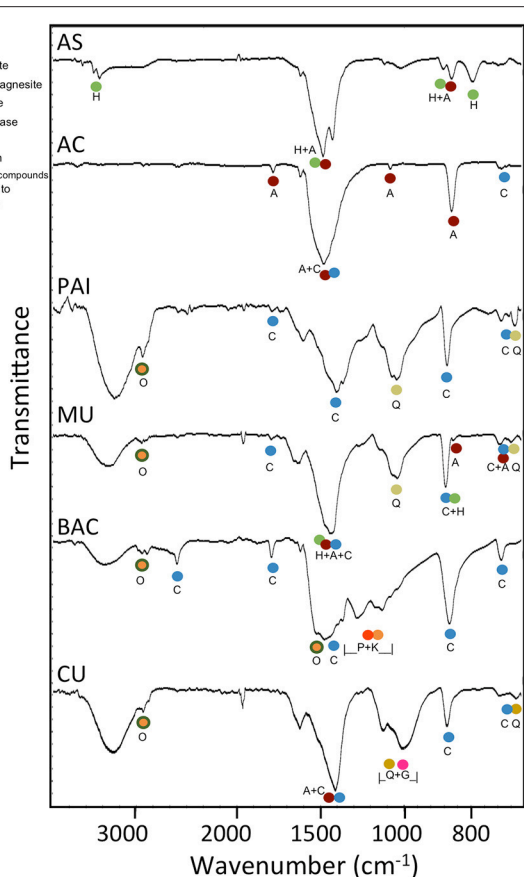 te
agnesite
e
ase
n
compounds
to
AS
H
H+A
H
H+A
AC
A
A
C
A
A+C
PAI
C
C Q
O
C
C
Q
MU
A
O
C
C+A Q
Q
C+H
H+A+C
BAC
O
C
C
C
P+K
C
O
C
CU
C Q
O
C
Q+G
A+C
Transmittance
3000 2000 1500 1000 800
Wavenumber (cm-1)